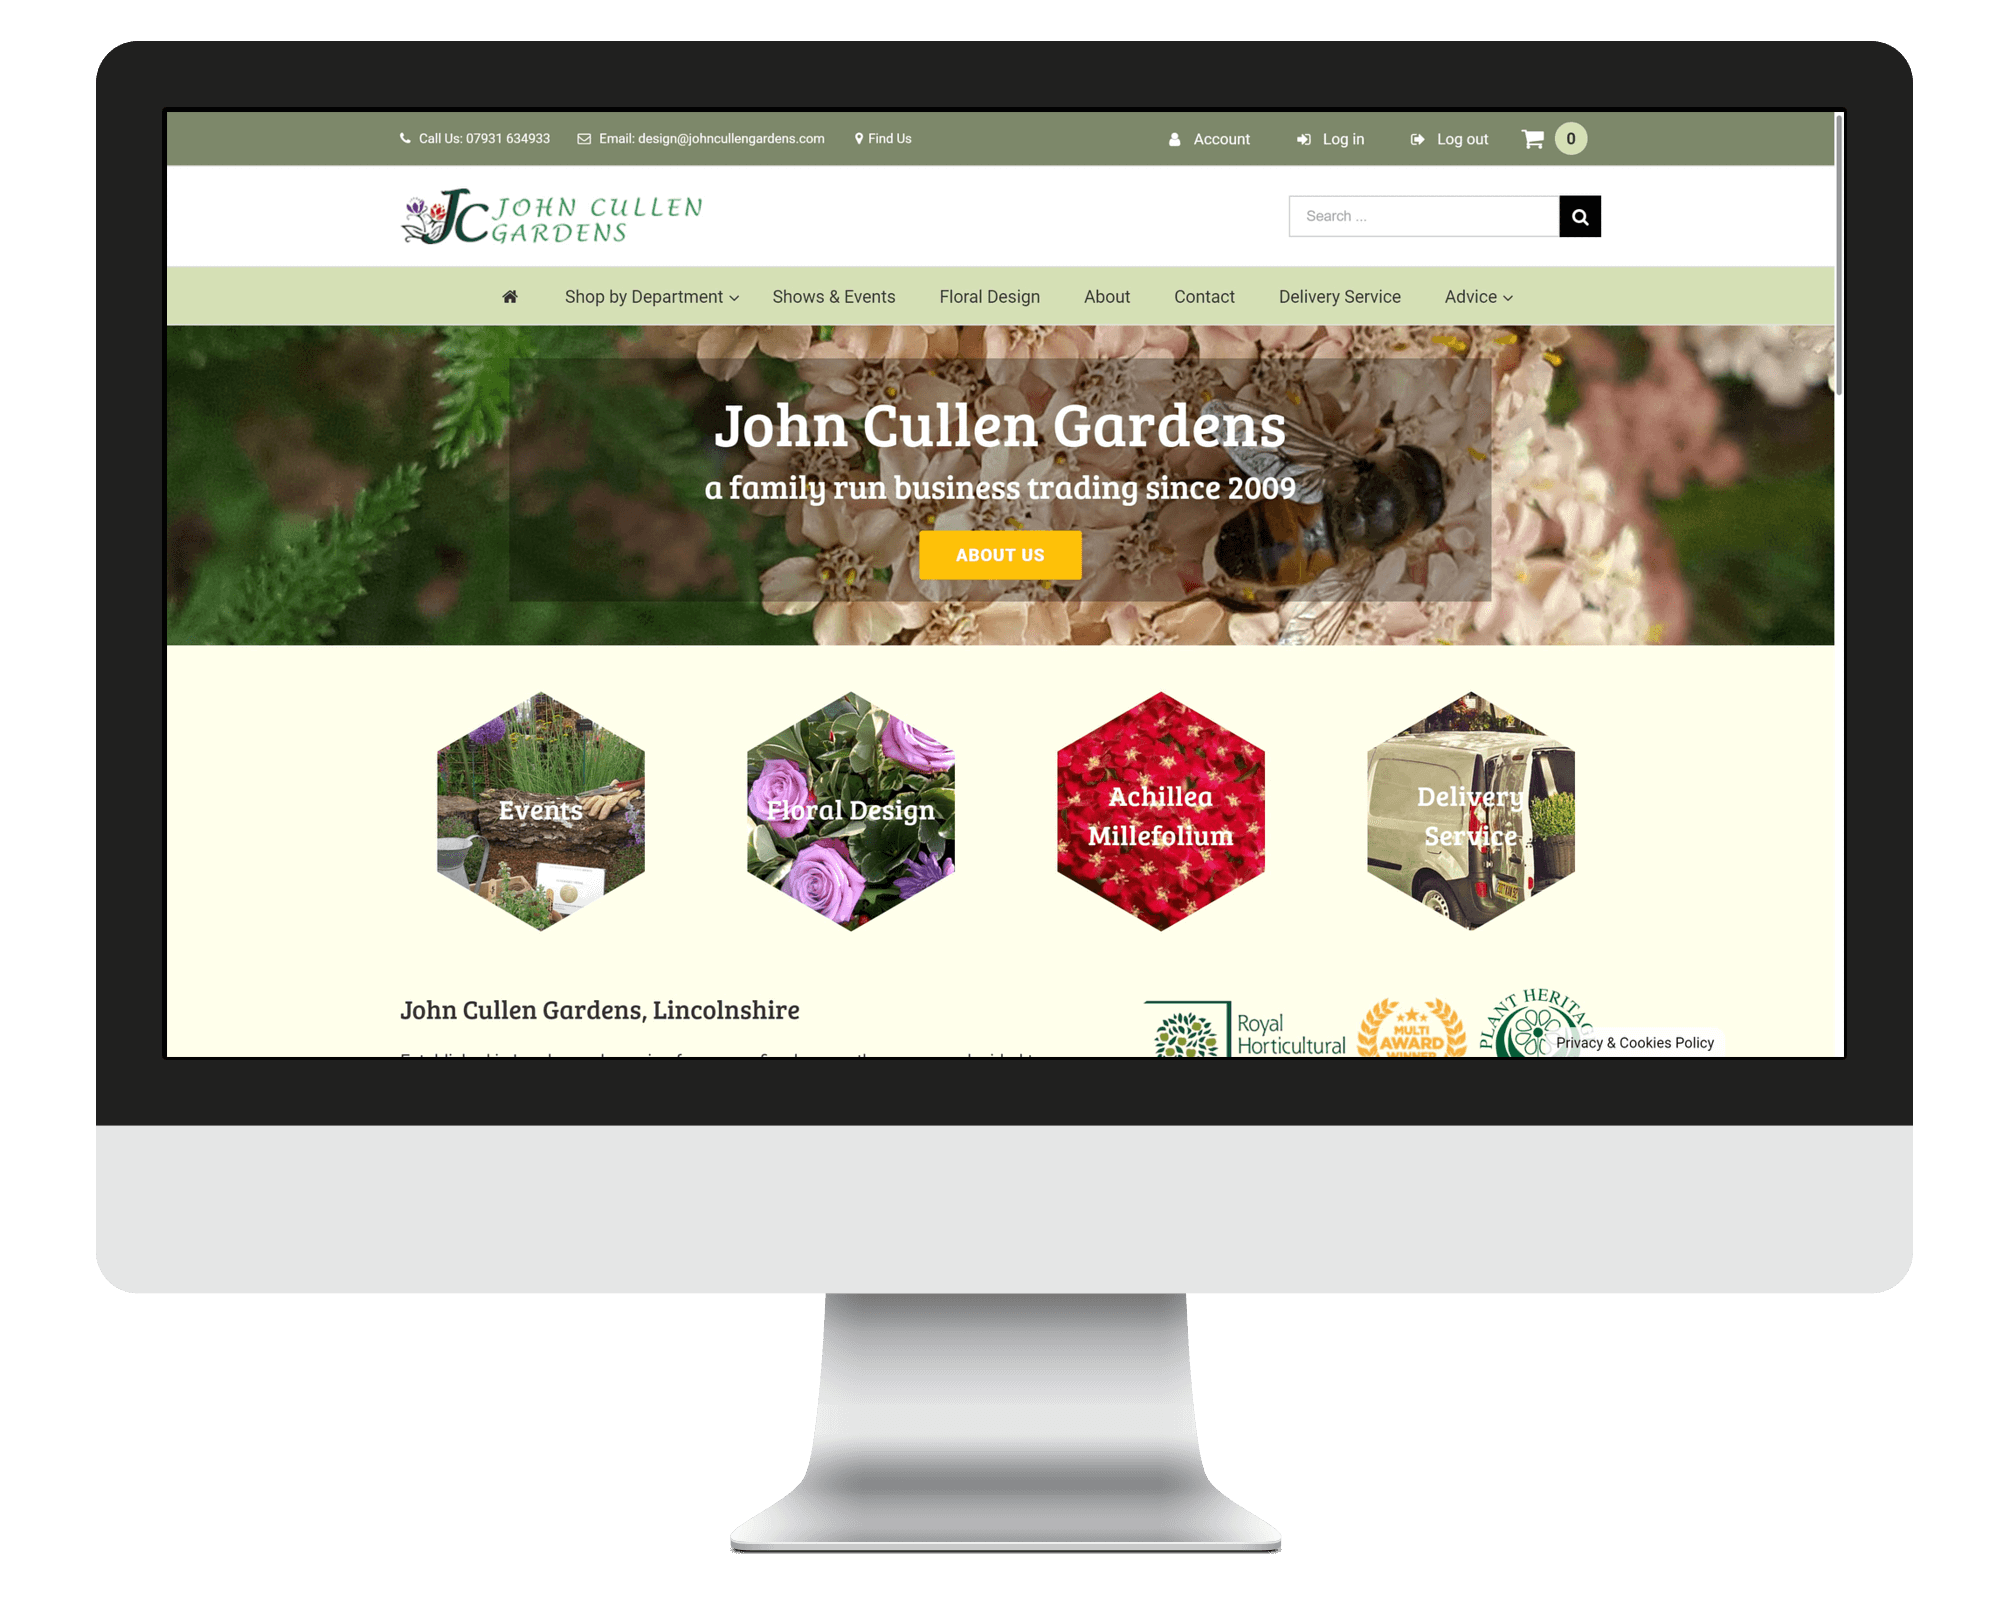 Call Us: 07931 634933 Email: design@johncullengardens.com Find Us Account Log in Log out 0
JC JOHN CULLEN
GARDENS
Search ...
Shop by Department Shows & Events Floral Design About Contact Delivery Service Advice
John Cullen Gardens
a family run business trading since 2009
ABOUT US
Events
Floral Design
Achillea
Millefolium
Delivery
Service
John Cullen Gardens, Lincolnshire
Royal
Horticultural
MULTI
AWARD
WINNER
PLANT HERITAG
Privacy & Cookies Policy